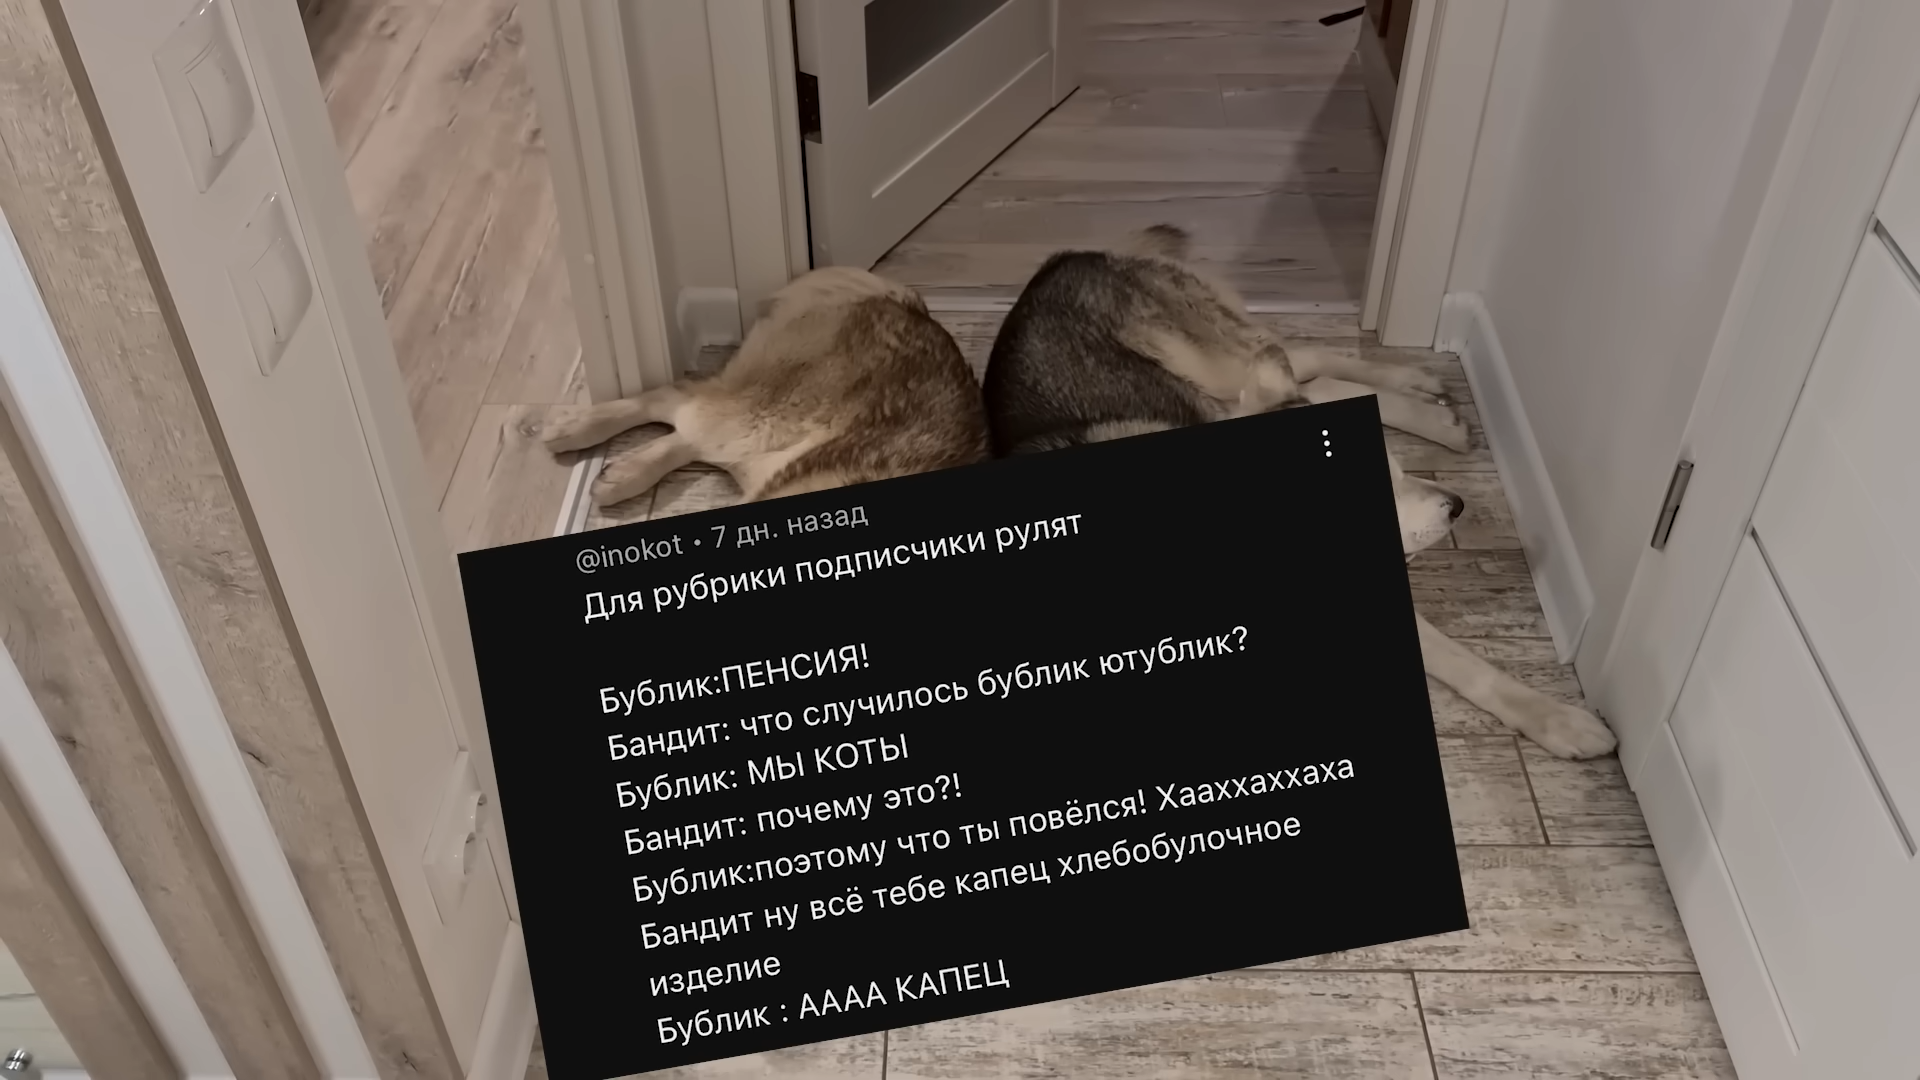 @inokot • 7 дн. назад
Для рубрики подписчики рулят
Бублик:ПЕНСИЯ!
Бандит: что случилось бублик ютублик?
Бублик: МЫ КОТЫ
Бандит: почему это?!
Бублик:поэтому что ты повёлся! Хааххаххаха
Бандит ну всё тебе капец хлебобулочное
изделие
Бублик : АААА КАПЕЦ